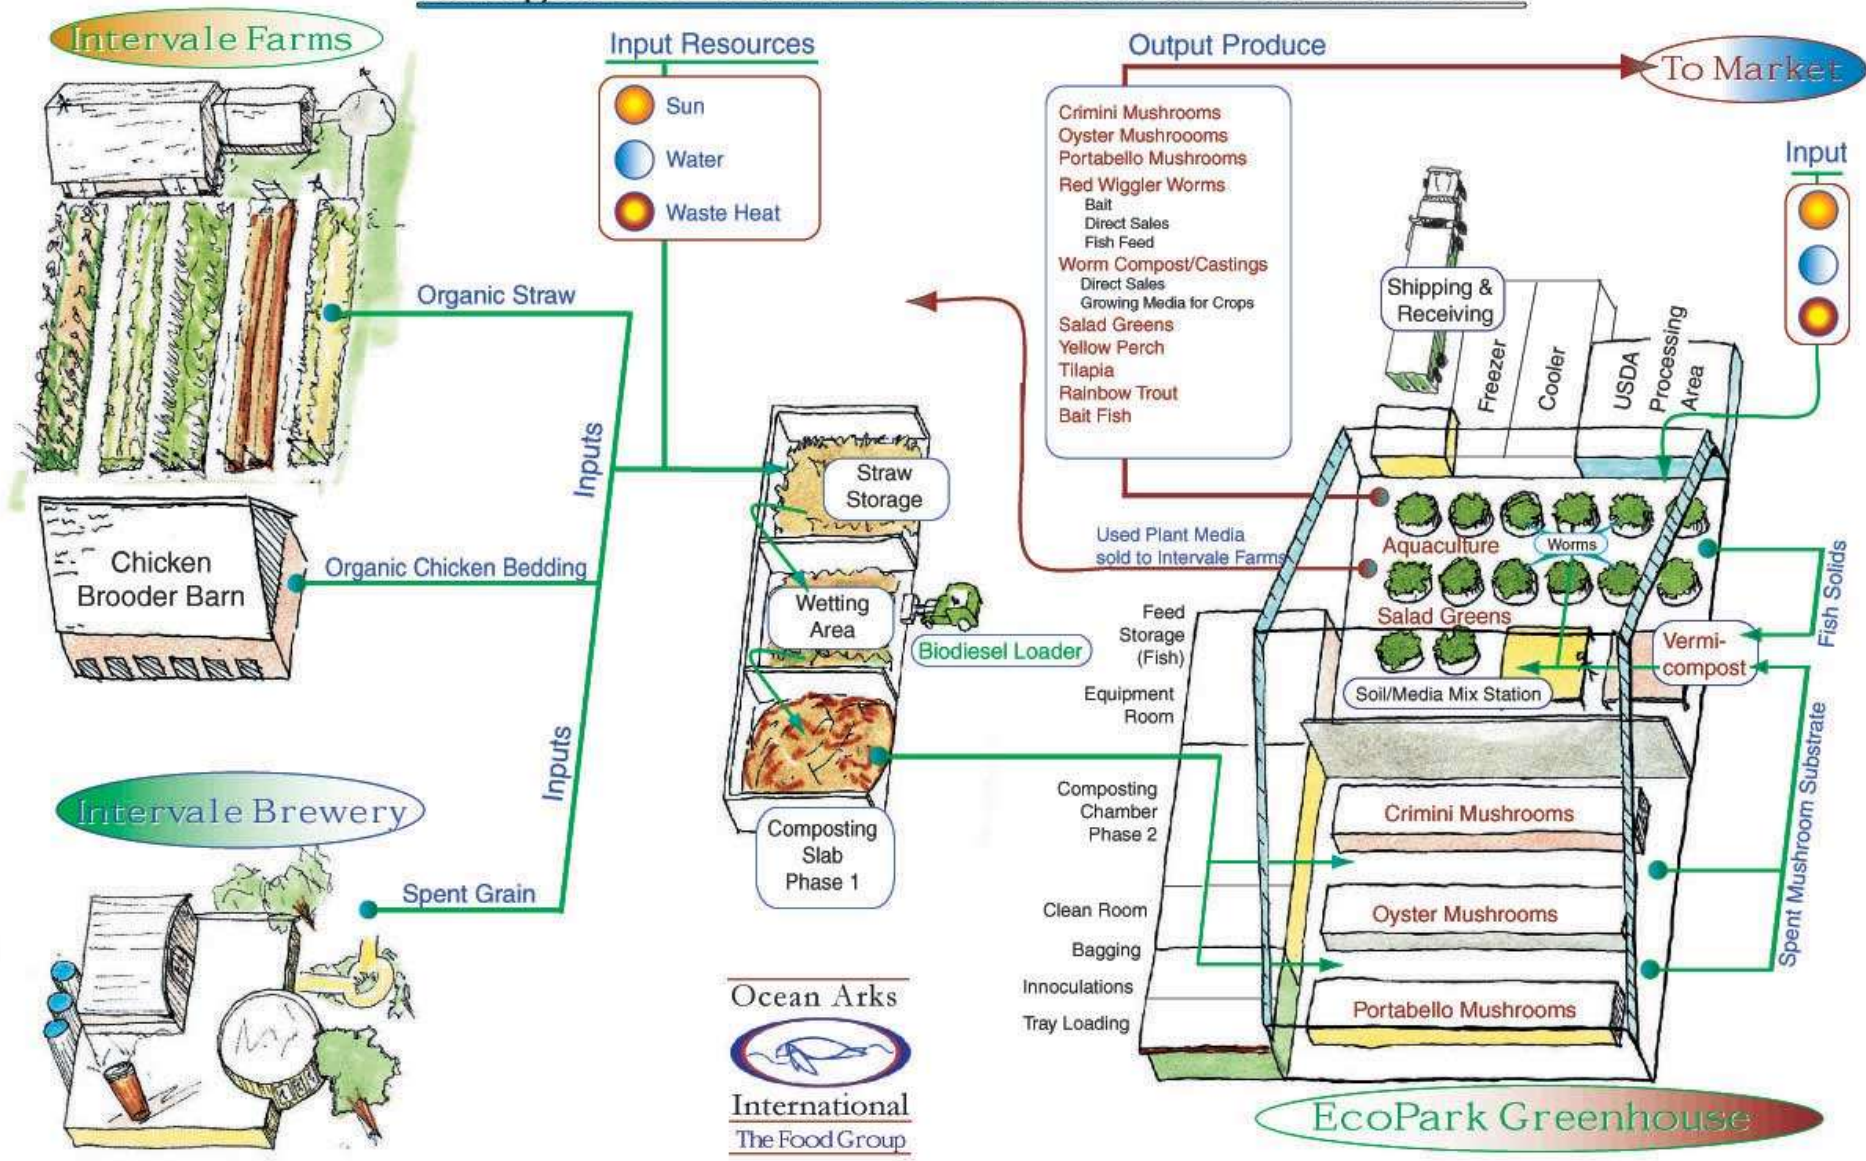 Intervale Farms
Input Resources
Sun
Water
Waste Heat
Output Produce
To Market
Crimini Mushrooms
Oyster Mushroooms
Portabello Mushrooms
Red Wiggler Worms
Bait
Direct Sales
Fish Feed
Worm Compost/Castings
Direct Sales
Growing Media for Crops
Salad Greens
Yellow Perch
Tilapia
Rainbow Trout
Bait Fish
Input
Shipping &
Receiving
Freezer
Cooler
USDA
Processing
Area
Organic Straw
Inputs
Straw
Storage
Used Plant Media
sold to Intervale Farms
Aquaculture
Worms
Fish Solids
Chicken
Brooder Barn
Organic Chicken Bedding
Wetting
Area
Biodiesel Loader
Feed
Storage
(Fish)
Salad Greens
Vermi-
compost
Soil/Media Mix Station
Equipment
Room
Inputs
Intervale Brewery
Spent Grain
Composting
Slab
Phase 1
Composting
Chamber
Phase 2
Crimini Mushrooms
Spent Mushroom Substrate
Clean Room
Oyster Mushrooms
Bagging
Innoculations
Tray Loading
Portabello Mushrooms
Ocean Arks
International
The Food Group
EcoPark Greenhouse